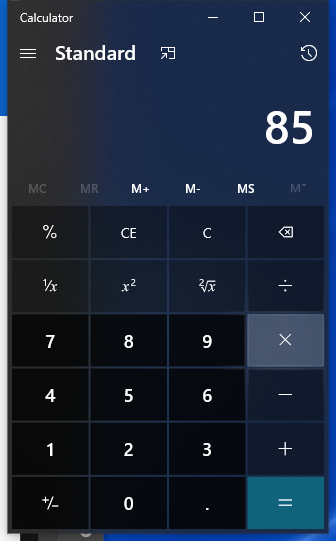 Calculator
Standard
85
MC MR M+ M- MS M˅
% CE C
¹/x x² ²√x ÷
7 8 9 ×
4 5 6 −
1 2 3 +
+/− 0 . =